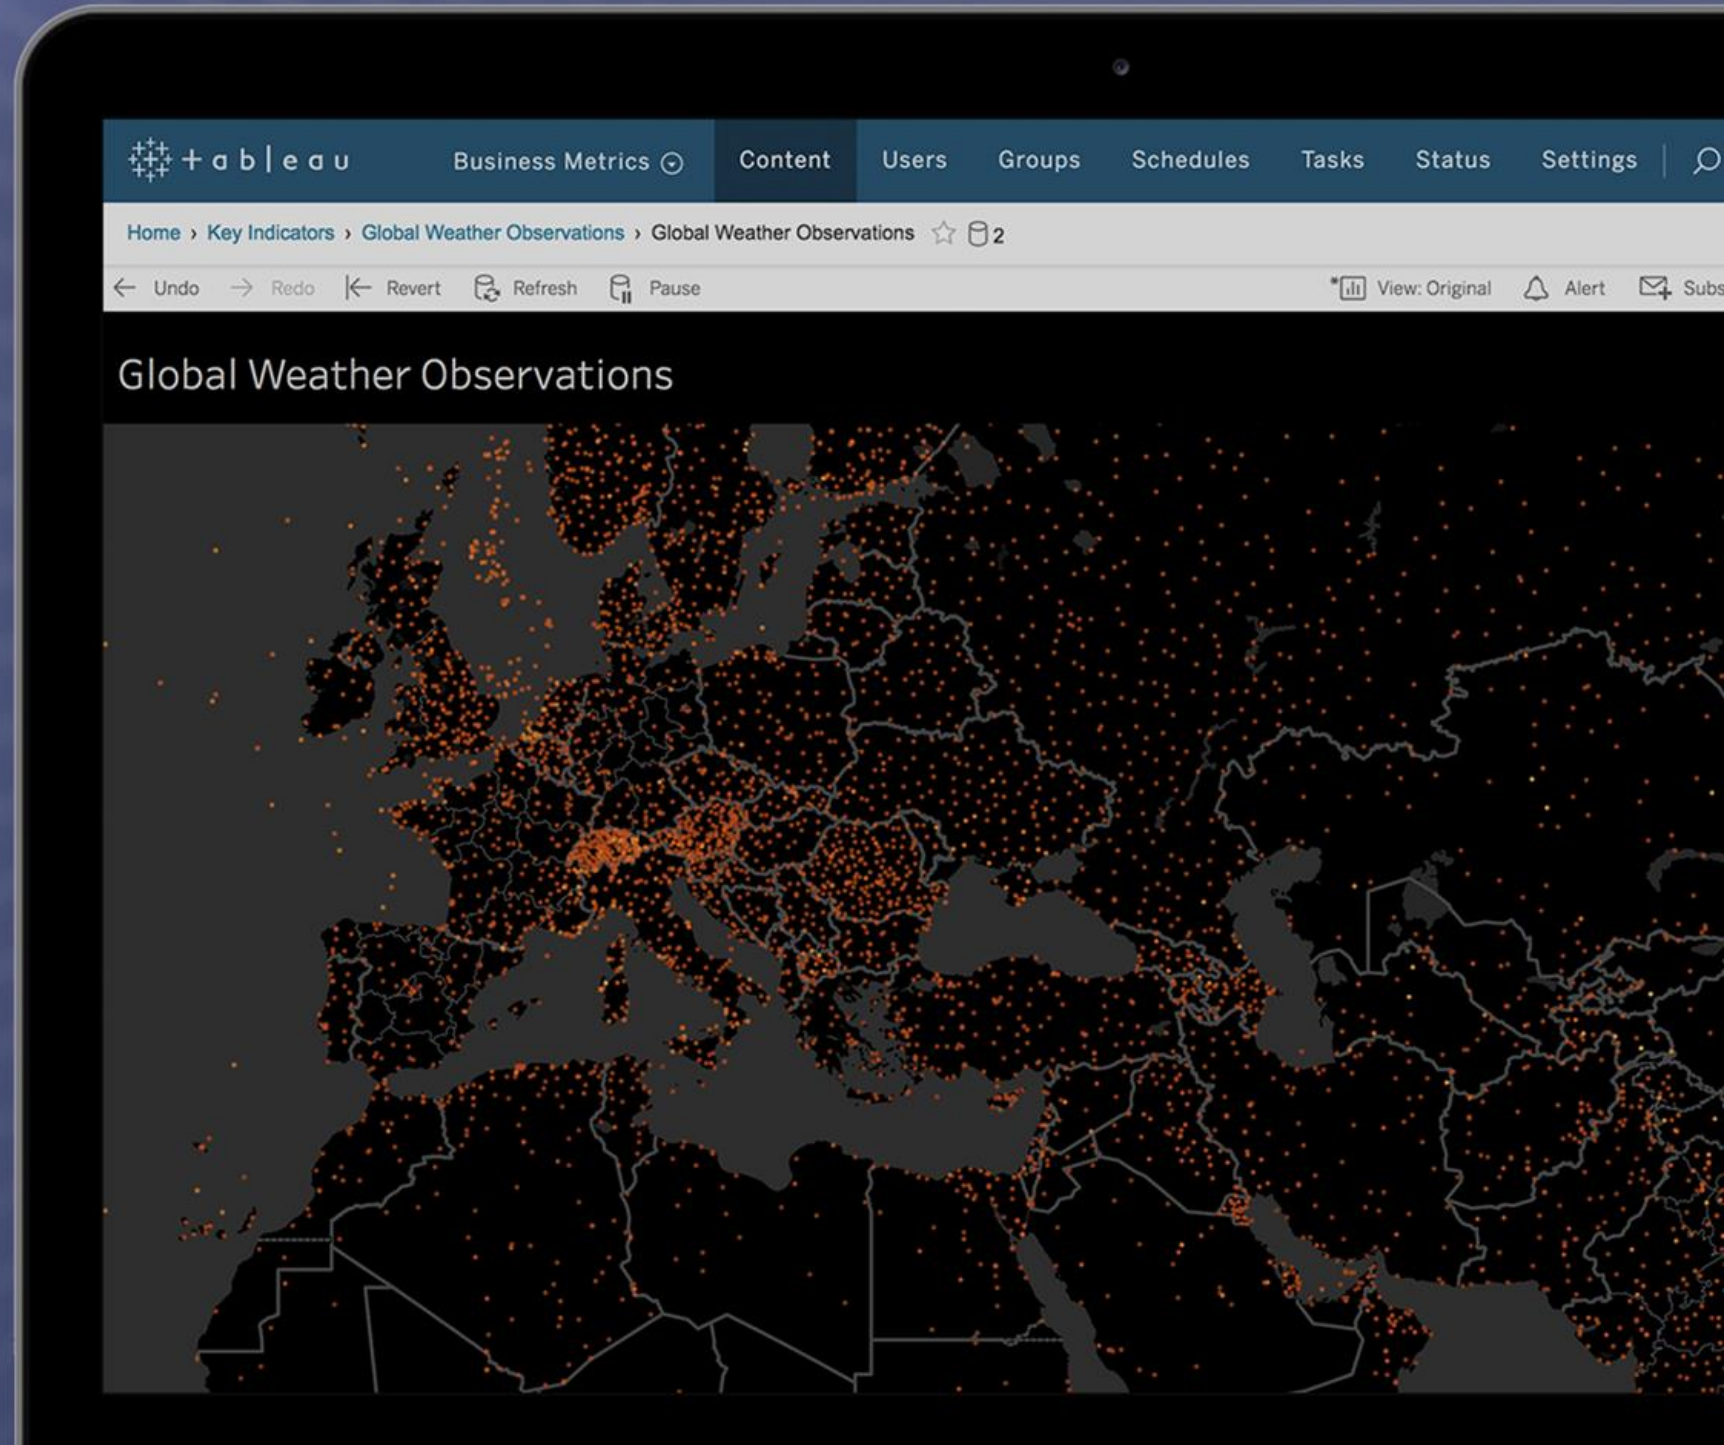 + a b | e a u Business Metrics Content Users Groups Schedules Tasks Status Settings
Home › Key Indicators › Global Weather Observations › Global Weather Observations 2
Undo Redo Revert Refresh Pause View: Original Alert Subs
Global Weather Observations